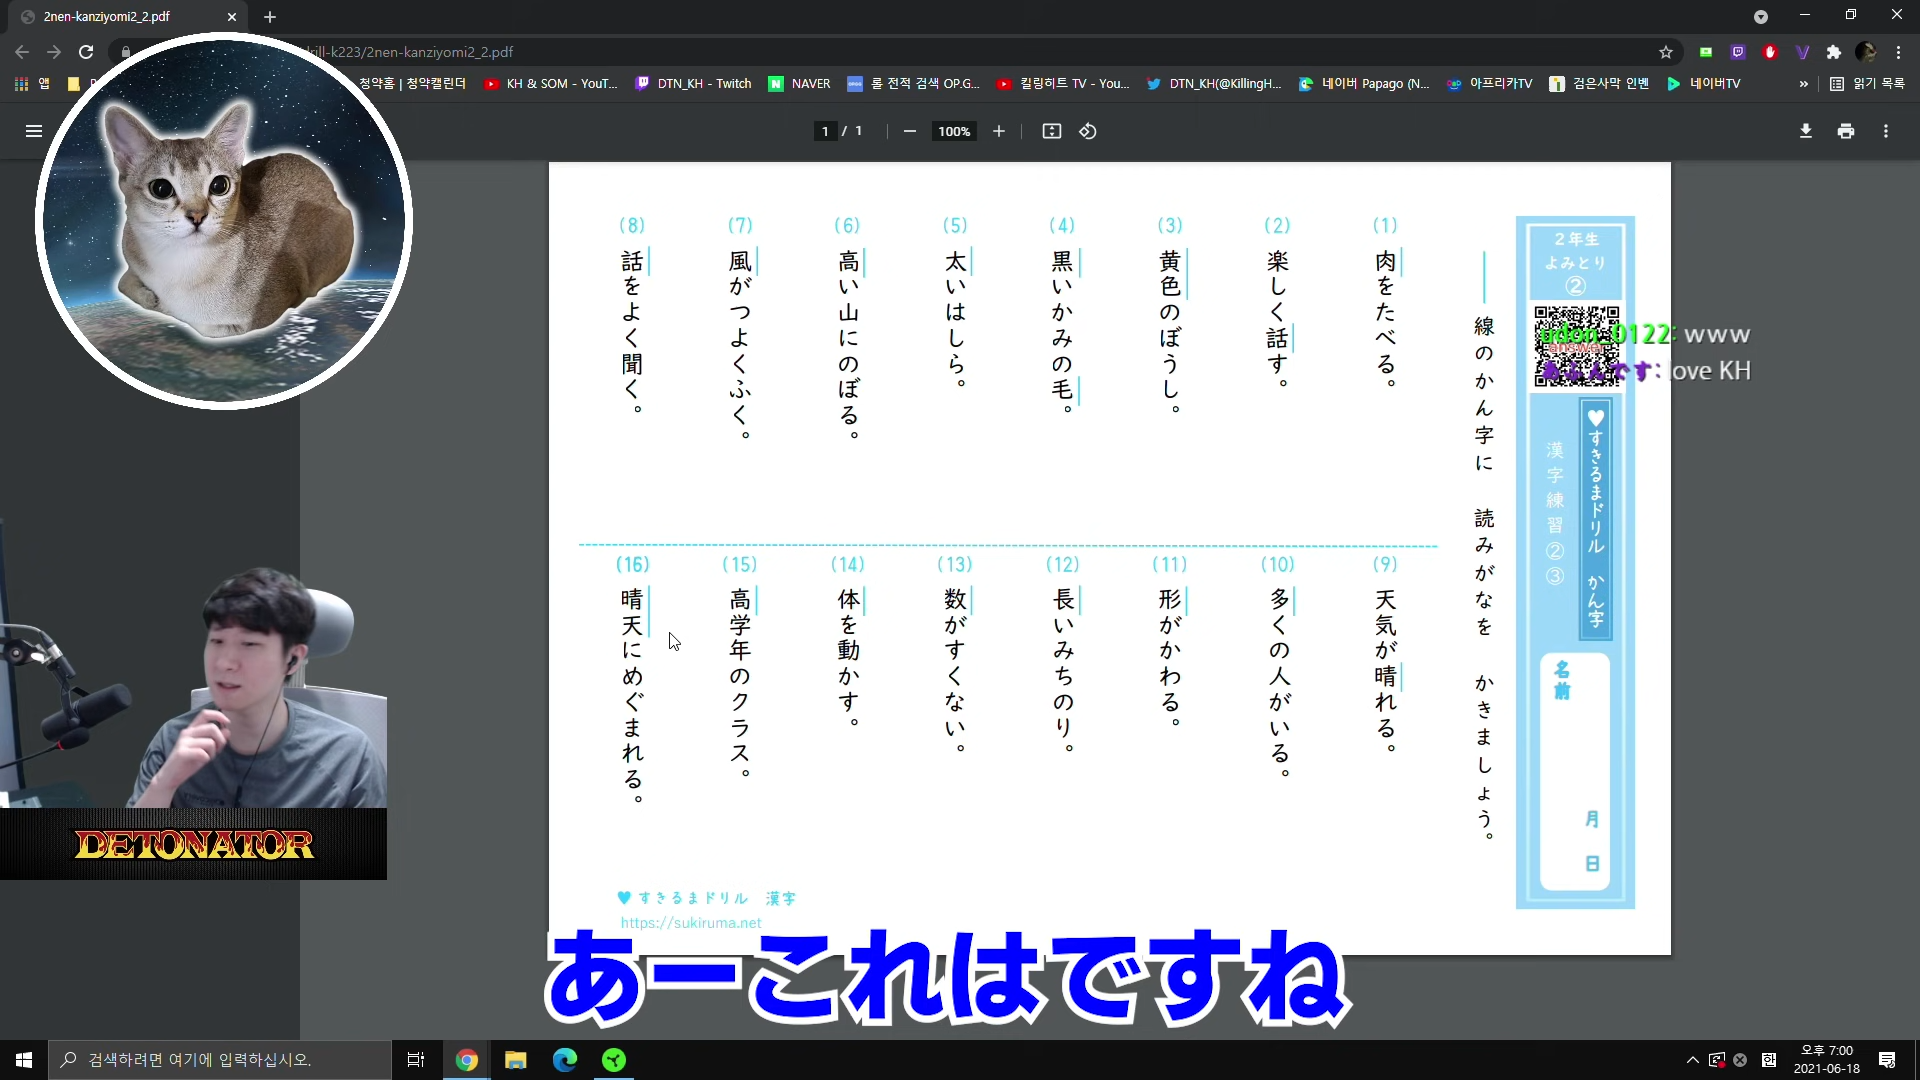 2nen-kanziyomi2_2.pdf
rill-k223/2nen-kanziyomi2_2.pdf
앱
청약홈 | 청약캘린더
KH & SOM - YouT...
DTN_KH - Twitch
NAVER
롤 전적 검색 OP.G...
킬링히트 TV - You...
DTN_KH(@KillingH...
네이버 Papago (N...
아프리카TV
검은사막 인벤
네이버TV
»
읽기 목록
1 / 1
100%
2年生
よみとり
②
answer
udon_0122: www
あぶんです: love KH
♥すきるまドリル かん字
漢字練習②③
名前
月
日
線のかん字に 読みがなを かきましょう。
(1)
肉をたべる。
(2)
楽しく話す。
(3)
黄色のぼうし。
(4)
黒いかみの毛。
(5)
太いはしら。
(6)
高い山にのぼる。
(7)
風がつよくふく。
(8)
話をよく聞く。
(9)
天気が晴れる。
(10)
多くの人がいる。
(11)
形がかわる。
(12)
長いみちのり。
(13)
数がすくない。
(14)
体を動かす。
(15)
高学年のクラス。
(16)
晴天にめぐまれる。
♥ すきるまドリル 漢字
https://sukiruma.net
DETONATOR
あーこれはですね
검색하려면 여기에 입력하십시오.
한
오후 7:00
2021-06-18